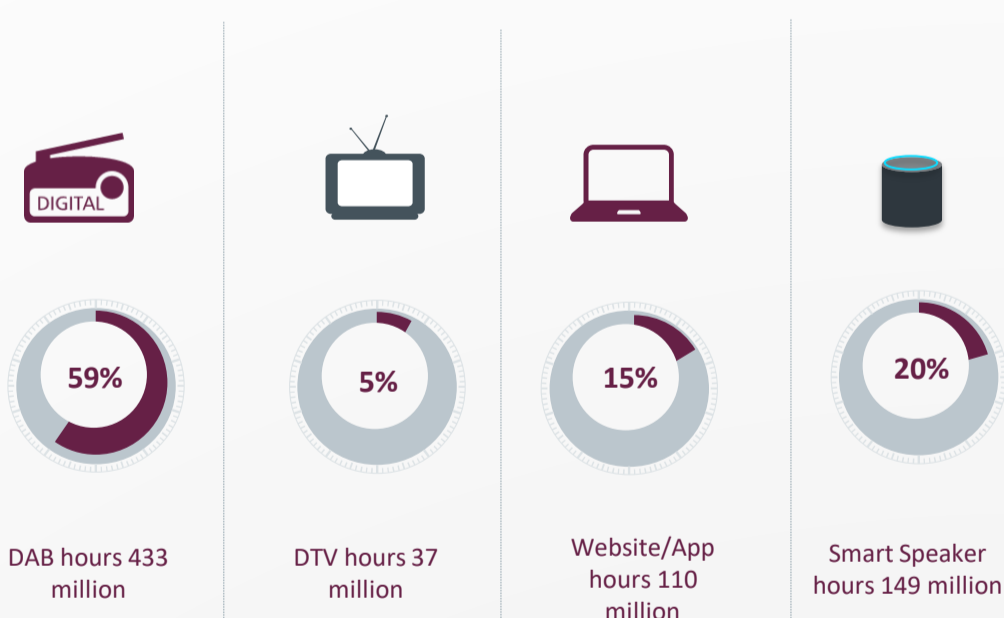 DIGITAL
59%
5%
15%
20%
DAB hours 433
million
DTV hours 37
million
Website/App
hours 110
million
Smart Speaker
hours 149 million